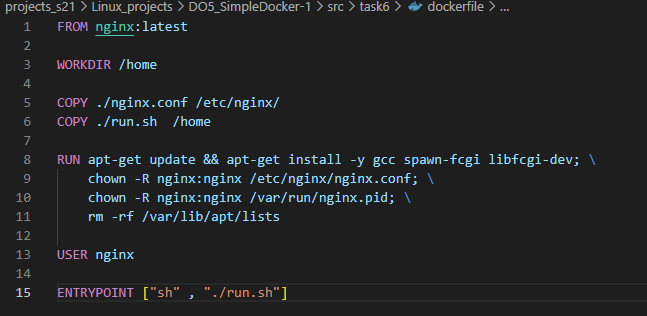 projects_s21 > Linux_projects > DO5_SimpleDocker-1 > src > task6 > dockerfile > ...
1 FROM nginx:latest
2
3 WORKDIR /home
4
5 COPY ./nginx.conf /etc/nginx/
6 COPY ./run.sh  /home
7
8 RUN apt-get update && apt-get install -y gcc spawn-fcgi libfcgi-dev; \
9     chown -R nginx:nginx /etc/nginx/nginx.conf; \
10     chown -R nginx:nginx /var/run/nginx.pid; \
11     rm -rf /var/lib/apt/lists
12
13 USER nginx
14
15 ENTRYPOINT ["sh" , "./run.sh"]